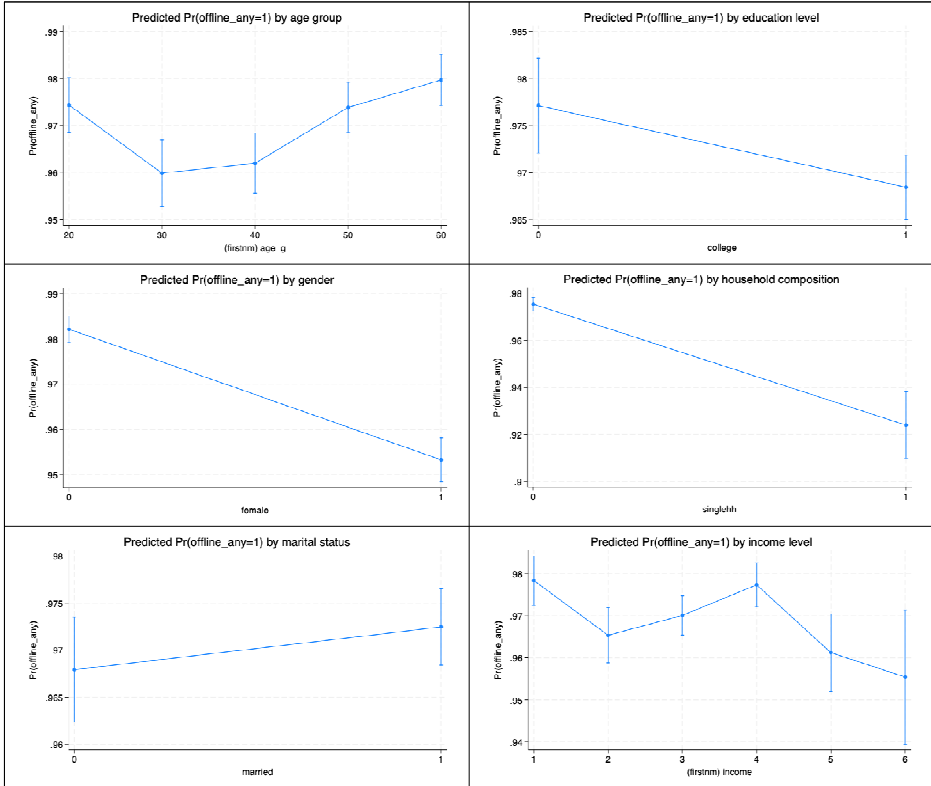 Predicted Pr(offline_any=1) by age group
Pr(offline_any)
.99
.98
.97
.96
.95
20 30 40 50 60
(firstnm) age_g
Predicted Pr(offline_any=1) by education level
Pr(offline_any)
.985
.98
.975
.97
.965
0 1
college
Predicted Pr(offline_any=1) by gender
Pr(offline_any)
.99
.98
.97
.96
.95
0 1
female
Predicted Pr(offline_any=1) by household composition
Pr(offline_any)
.98
.96
.94
.92
.9
0 1
singlehh
Predicted Pr(offline_any=1) by marital status
Pr(offline_any)
.98
.975
.97
.965
.96
0 1
married
Predicted Pr(offline_any=1) by income level
Pr(offline_any)
.98
.97
.96
.95
.94
1 2 3 4 5 6
(firstnm) income